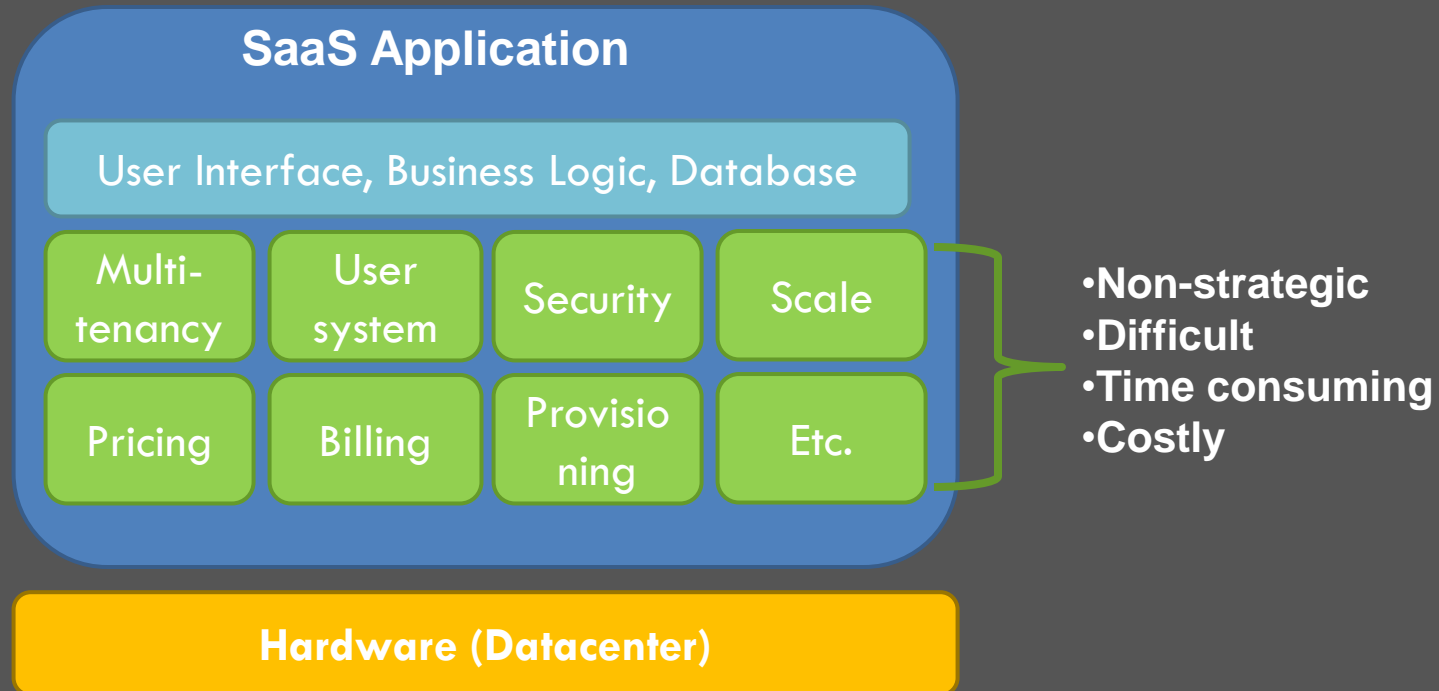 SaaS Application
User Interface, Business Logic, Database
Multi-
tenancy
User
system
Security
Scale
Pricing
Billing
Provisio
ning
Etc.
•Non-strategic
•Difficult
•Time consuming
•Costly
Hardware (Datacenter)